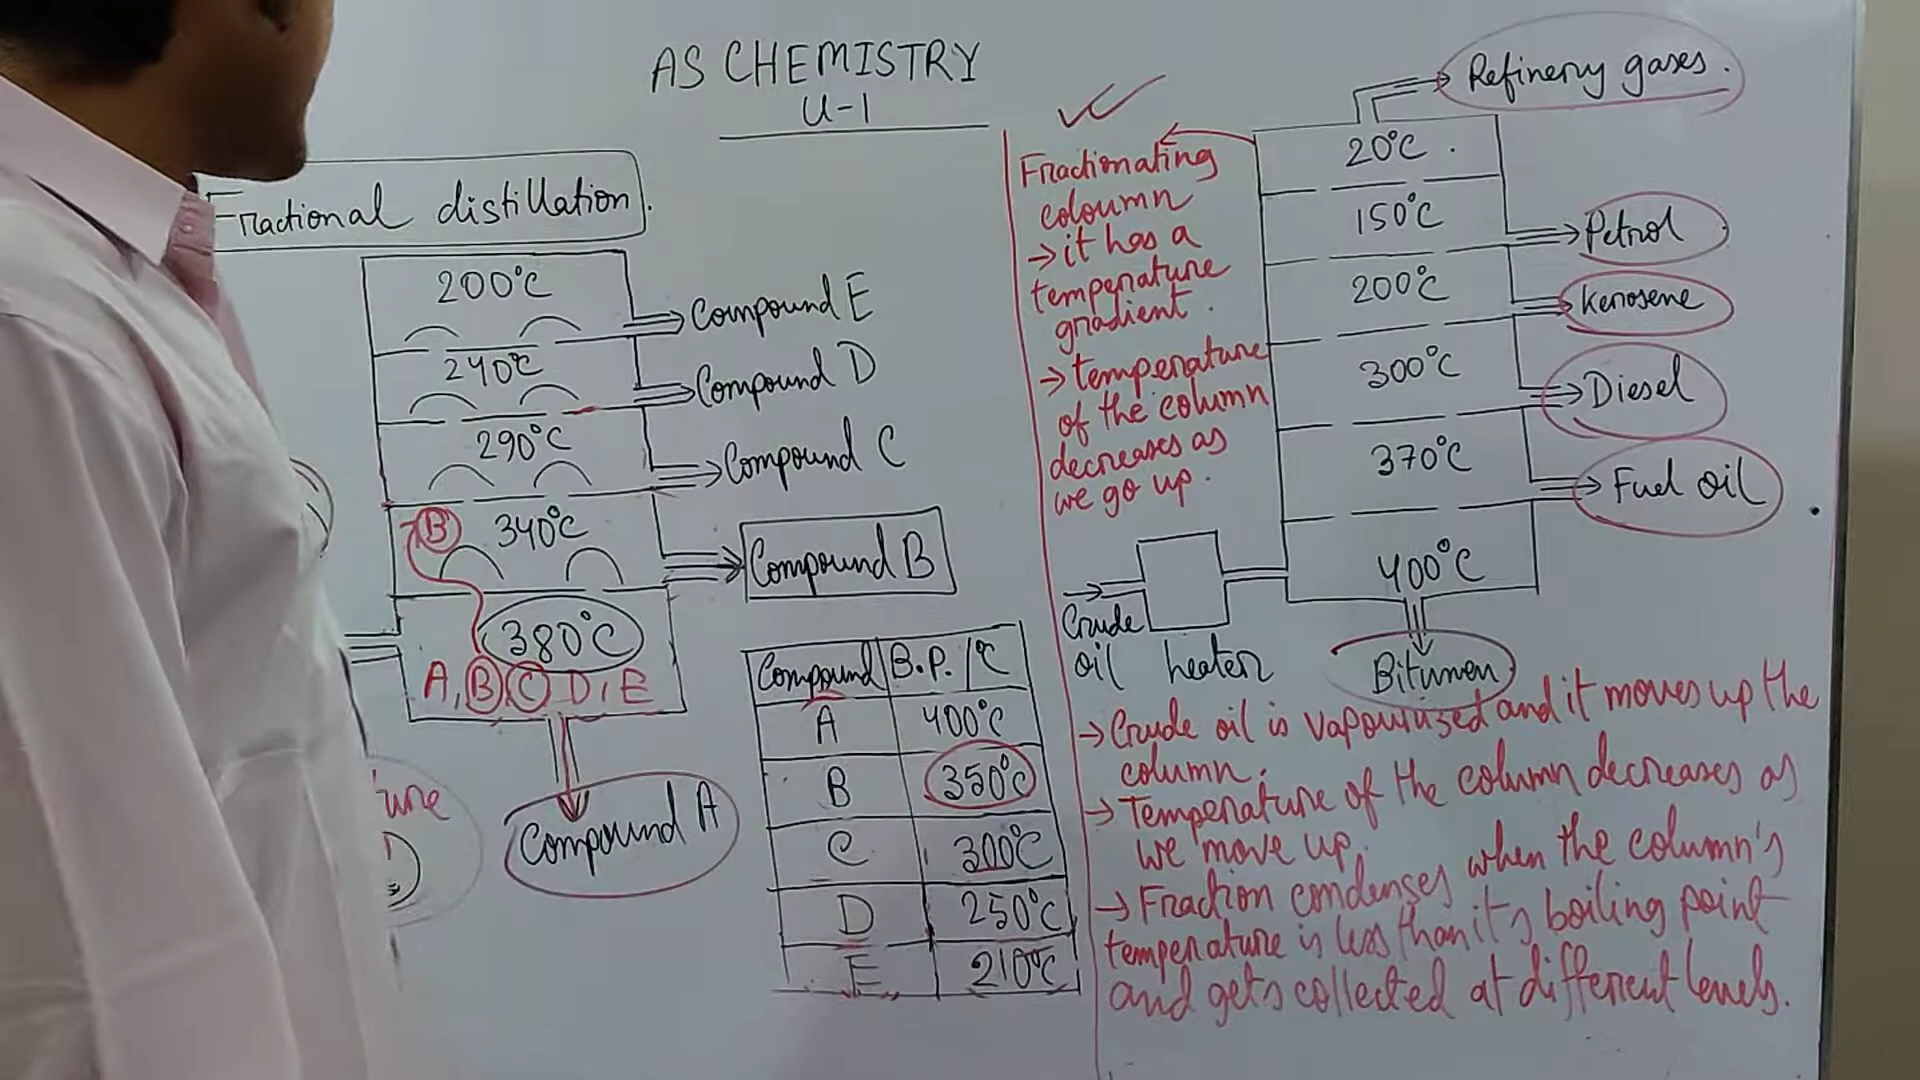 AS CHEMISTRY
U-1
Fractional distillation.
200°C
Compound E
240°C
Compound D
290°C
Compound C
B
340°C
Compound B
380°C
A, B, C D, E
Compound A
Compound B.P./°C
A 400°C
B 350°C
C 300°C
D 250°C
E 210°C
Fractionating
coloumn
→ it has a
temperature
gradient.
→ temperature
of the column
decreases as
we go up.
Refinery gases.
20°C.
150°C
Petrol
200°C
Kerosene
300°C
Diesel
370°C
Fuel oil
400°C
Bitumen
Crude
oil heater
→ Crude oil is vapourized and it moves up the
column.
→ Temperature of the column decreases as
we move up.
→ Fraction condenses when the column's
temperature is less than it's boiling point
and gets collected at different levels.